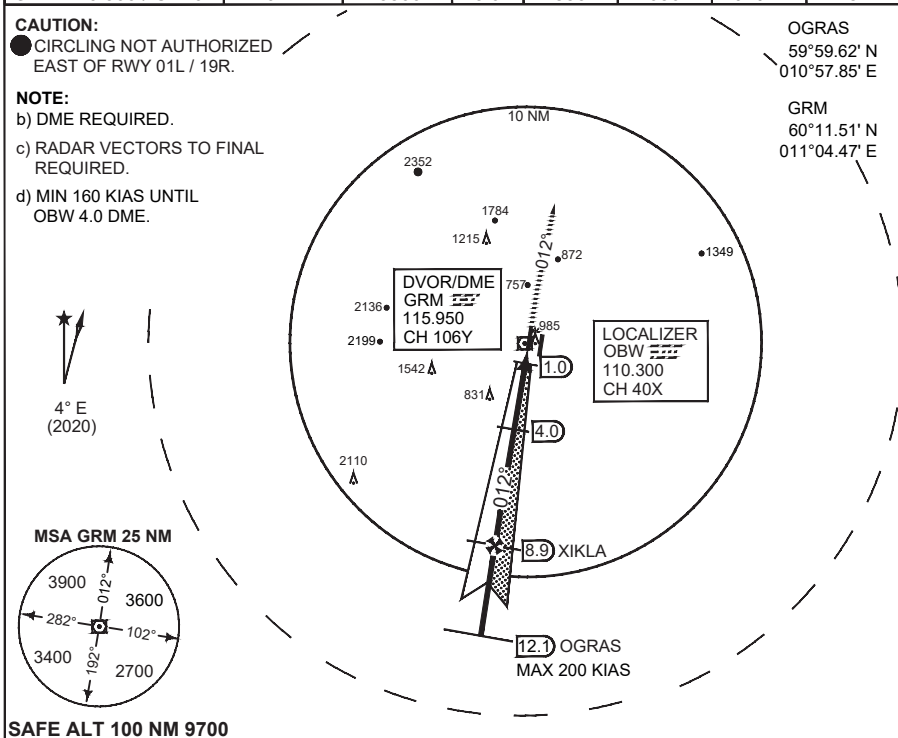 CAUTION:
CIRCLING NOT AUTHORIZED
EAST OF RWY 01L / 19R.
NOTE:
b) DME REQUIRED.
c) RADAR VECTORS TO FINAL
REQUIRED.
d) MIN 160 KIAS UNTIL
OBW 4.0 DME.
OGRAS
59°59.62' N
010°57.85' E
GRM
60°11.51' N
011°04.47' E
10 NM
2352
1784
1215
012°
872
1349
757
DVOR/DME
GRM
115.950
CH 106Y
2136
2199
985
LOCALIZER
OBW
110.300
CH 40X
1542
1.0
831
4° E
(2020)
4.0
2110
012°
8.9 XIKLA
MSA GRM 25 NM
3900
012°
3600
282°
102°
3400
192°
2700
12.1 OGRAS
MAX 200 KIAS
SAFE ALT 100 NM 9700